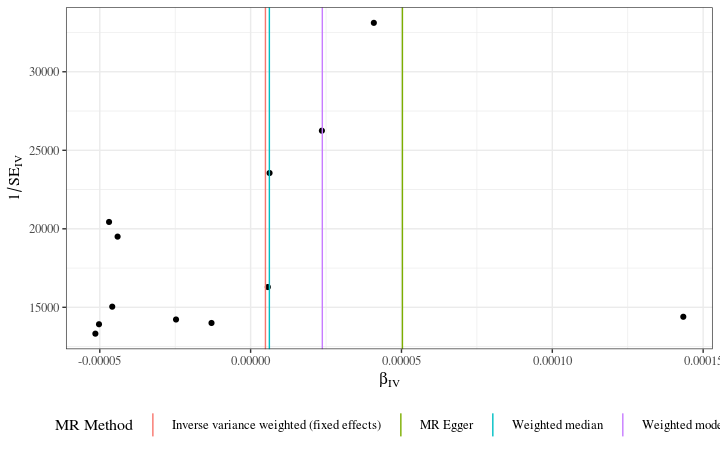 30000
25000
20000
15000
1/SE_IV
-0.00005 0.00000 0.00005 0.00010 0.00015
β_IV
MR Method Inverse variance weighted (fixed effects) MR Egger Weighted median Weighted mode